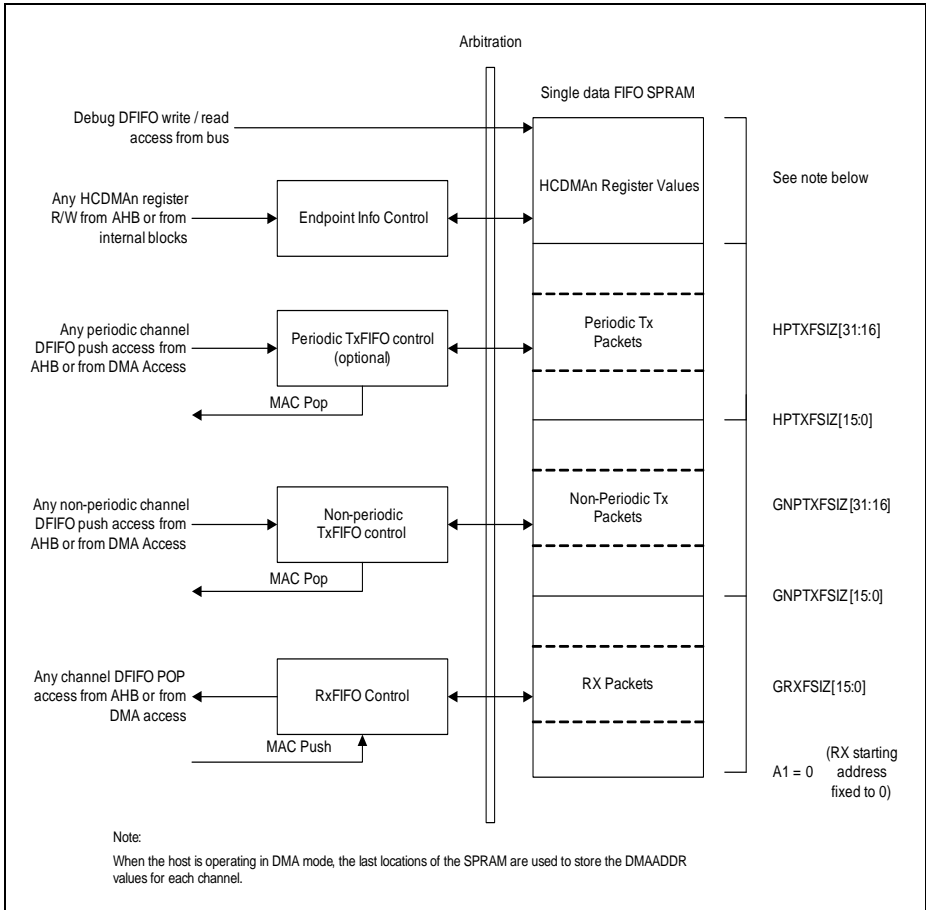 Arbitration
Single data FIFO SPRAM
Debug DFIFO write / read
access from bus
HCDMAn Register Values
See note below
Any HCDMAn register
R/W from AHB or from
internal blocks
Endpoint Info Control
Any periodic channel
DFIFO push access from
AHB or from DMA Access
Periodic TxFIFO control
(optional)
MAC Pop
Periodic Tx
Packets
HPTXFSIZ[31:16]
HPTXFSIZ[15:0]
Any non-periodic channel
DFIFO push access from
AHB or from DMA Access
Non-periodic
TxFIFO control
MAC Pop
Non-Periodic Tx
Packets
GNPTXFSIZ[31:16]
GNPTXFSIZ[15:0]
Any channel DFIFO POP
access from AHB or from
DMA access
RxFIFO Control
MAC Push
RX Packets
GRXFSIZ[15:0]
A1 = 0
(RX starting
address
fixed to 0)
Note:
When the host is operating in DMA mode, the last locations of the SPRAM are used to store the DMAADDR
values for each channel.